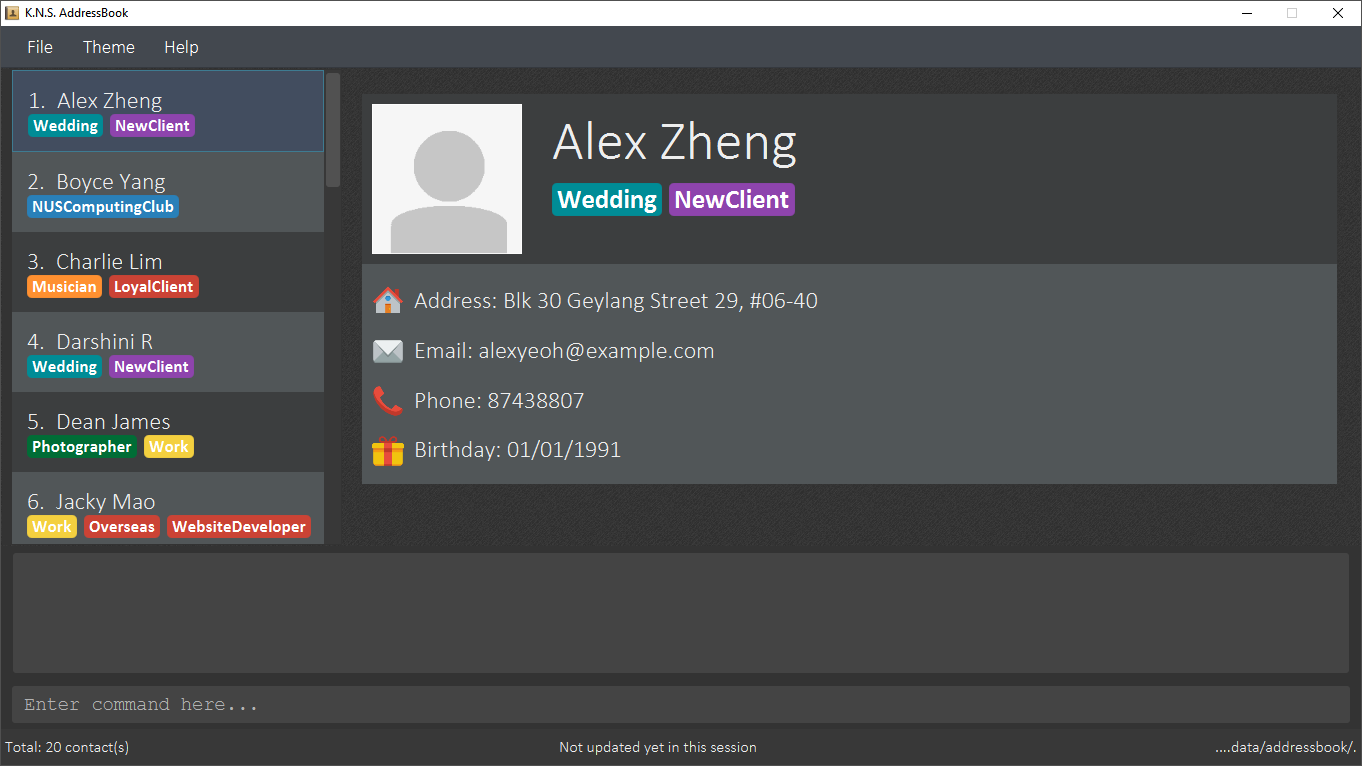 K.N.S. AddressBook
File Theme Help
1. Alex Zheng
Wedding NewClient
2. Boyce Yang
NUSComputingClub
3. Charlie Lim
Musician LoyalClient
4. Darshini R
Wedding NewClient
5. Dean James
Photographer Work
6. Jacky Mao
Work Overseas WebsiteDeveloper
Alex Zheng
Wedding NewClient
Address: Blk 30 Geylang Street 29, #06-40
Email: alexyeoh@example.com
Phone: 87438807
Birthday: 01/01/1991
Enter command here...
Total: 20 contact(s) Not updated yet in this session ....data/addressbook/.